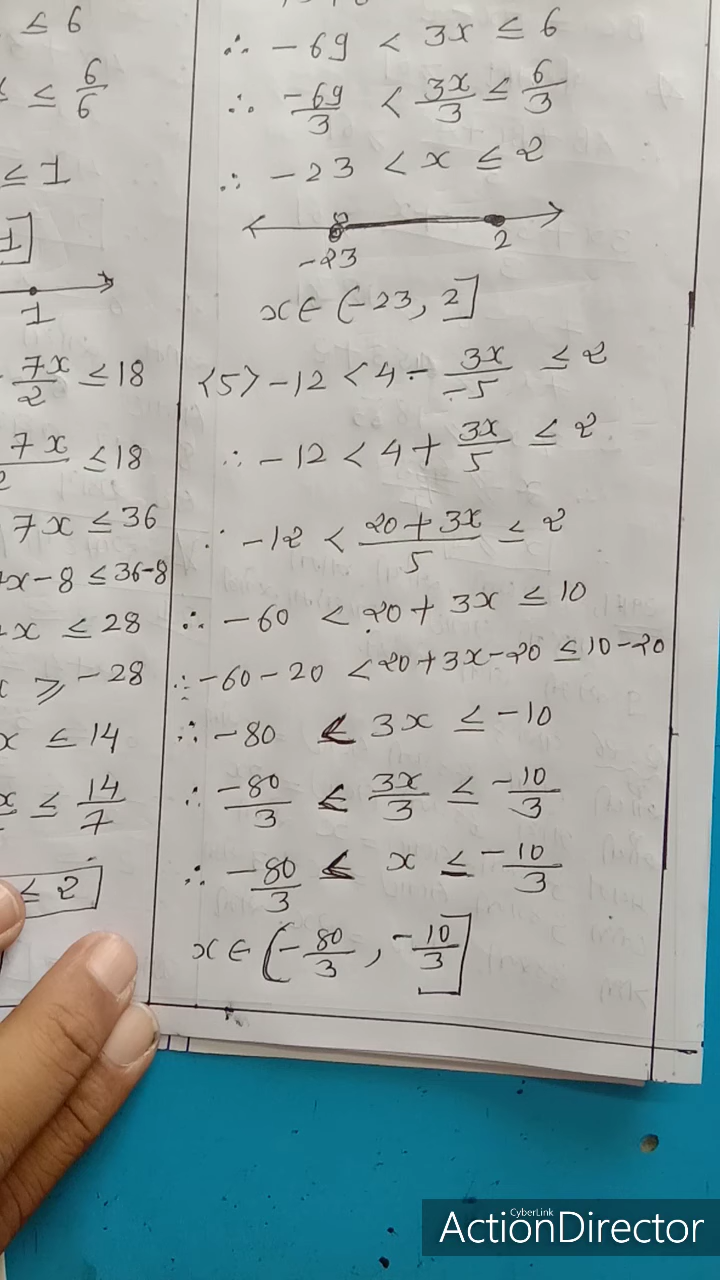 ≤ 6
≤ 6/6
≤ 1
1]
1
7x/2 ≤ 18
7x/2 ≤ 18
7x ≤ 36
x - 8 ≤ 36-8
x ≤ 28
≥ -28
x ≤ 14
≤ 14/7
≤ 2
∴ -69 < 3x ≤ 6
∴ -69/3 < 3x/3 ≤ 6/3
∴ -23 < x ≤ 2
-23 2
x∈ (-23, 2]
<5> -12 < 4 - 3x/-5 ≤ 2
∴ -12 < 4 + 3x/5 ≤ 2
∴ -12 < 20 + 3x/5 ≤ 2
∴ -60 < 20 + 3x ≤ 10
∴ -60 - 20 < 20 + 3x - 20 ≤ 10 - 20
∴ -80 < 3x ≤ -10
∴ -80/3 < 3x/3 ≤ -10/3
∴ -80/3 < x ≤ -10/3
x ∈ (-80/3, -10/3]
CyberLink
ActionDirector